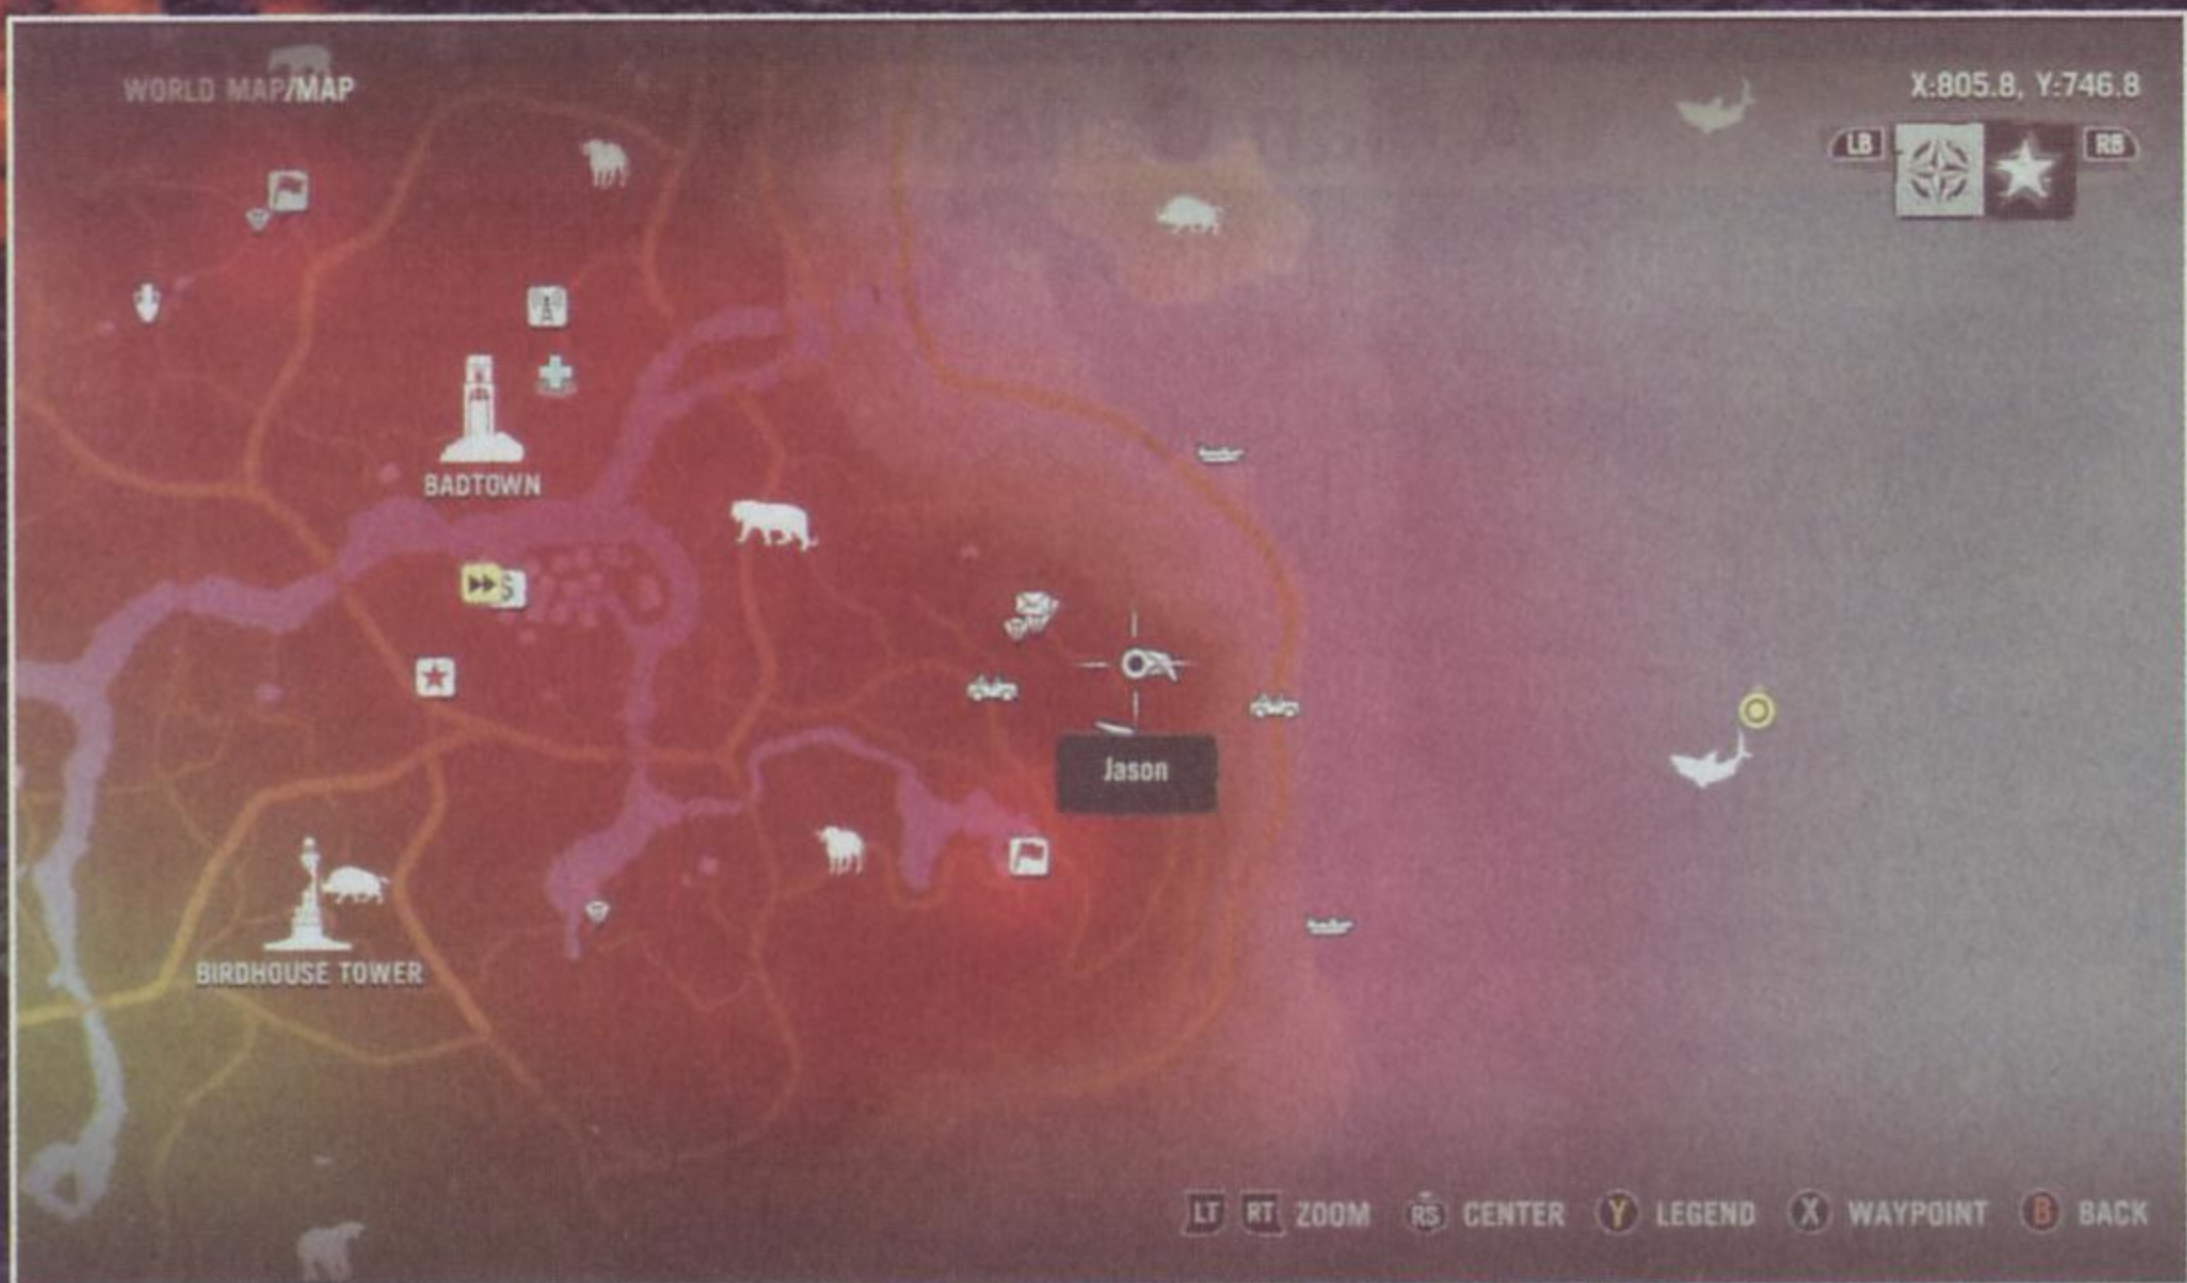 WORLD MAP/MAP
X:805.8, Y:746.8
LB RB
BADTOWN
S
Jason
BIRDHOUSE TOWER
LT RT ZOOM RS CENTER Y LEGEND X WAYPOINT B BACK